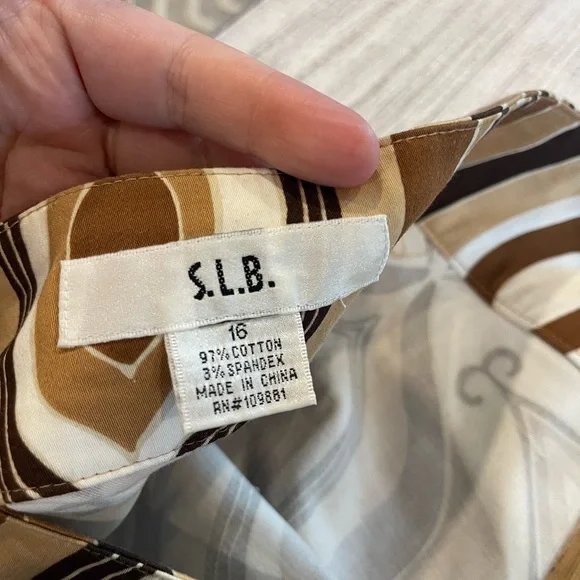 S.L.B.
16
97% COTTON
3% SPANDEX
MADE IN CHINA
RN#109881